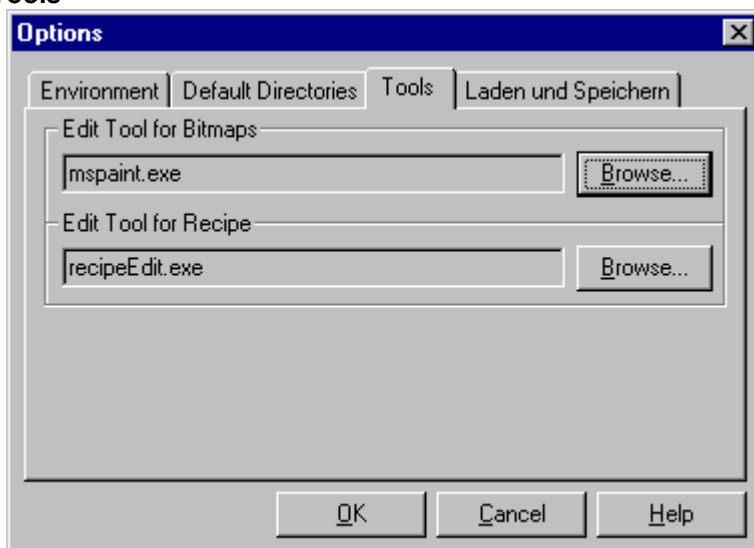 Tools
Options
Environment Default Directories Tools Laden und Speichern
Edit Tool for Bitmaps
mspaint.exe Browse...
Edit Tool for Recipe
recipeEdit.exe Browse...
OK Cancel Help